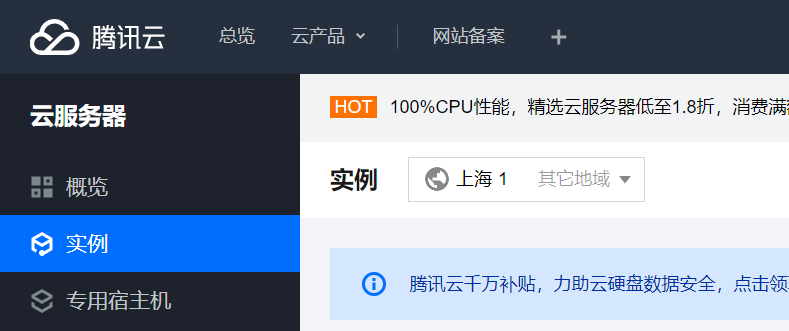 腾讯云 总览 云产品 网站备案
云服务器
HOT 100%CPU性能，精选云服务器低至1.8折，消费满
概览
实例 上海 1 其它地域
实例
腾讯云千万补贴，力助云硬盘数据安全，点击领
专用宿主机